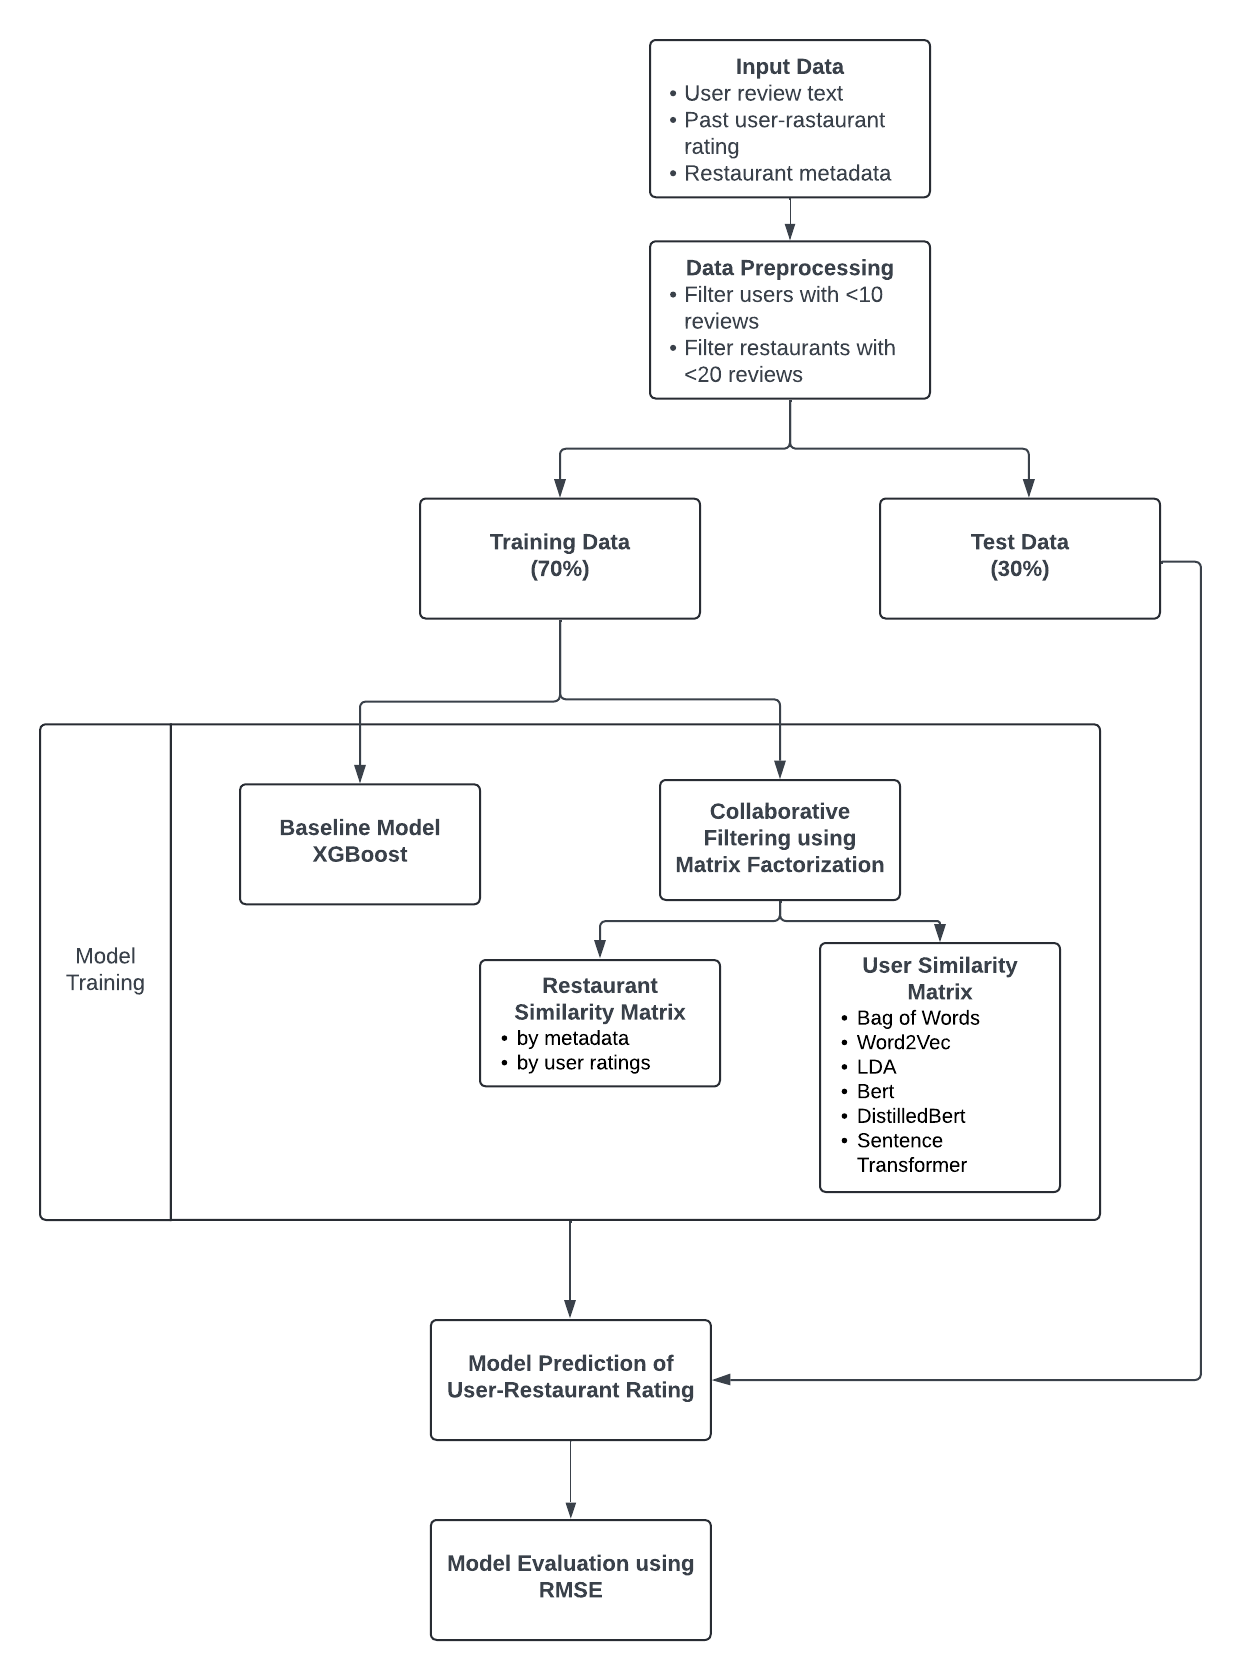 Input Data
• User review text
• Past user-rastaurant
rating
• Restaurant metadata
Data Preprocessing
• Filter users with <10
reviews
• Filter restaurants with
<20 reviews
Training Data
(70%)
Test Data
(30%)
Model
Training
Baseline Model
XGBoost
Collaborative
Filtering using
Matrix Factorization
Restaurant
Similarity Matrix
• by metadata
• by user ratings
User Similarity
Matrix
• Bag of Words
• Word2Vec
• LDA
• Bert
• DistilledBert
• Sentence
Transformer
Model Prediction of
User-Restaurant Rating
Model Evaluation using
RMSE